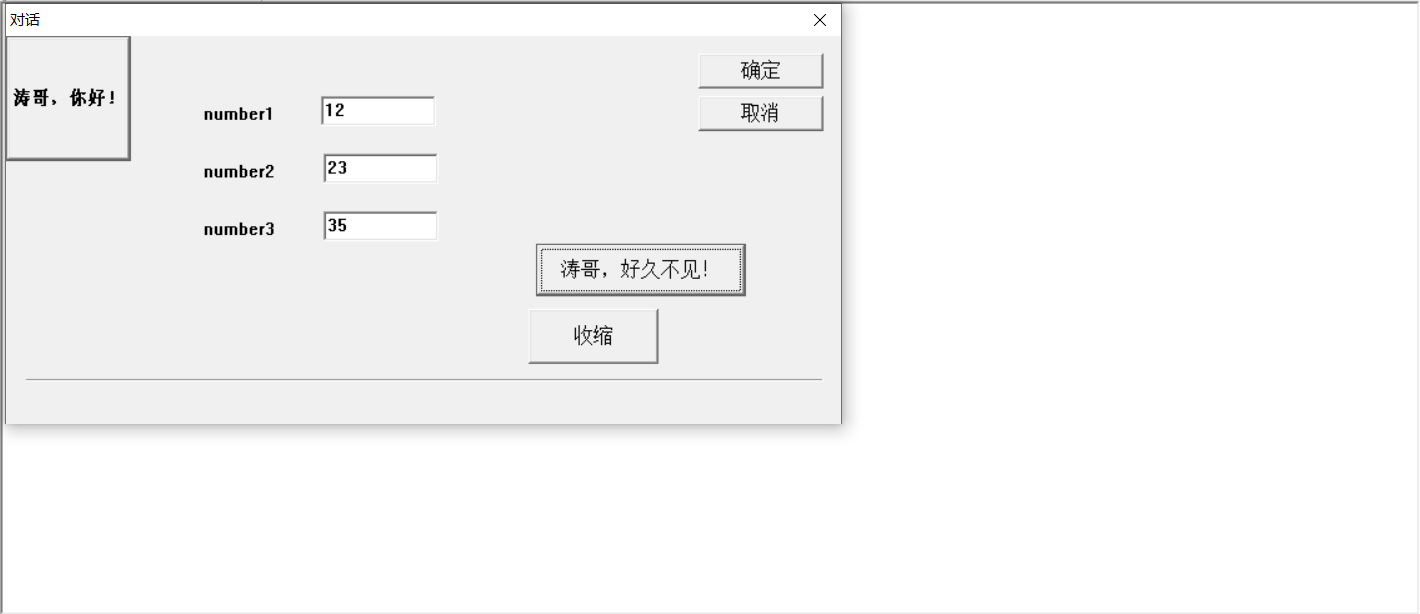 对话
涛哥，你好！
确定
取消
number1
12
number2
23
number3
35
涛哥，好久不见！
收缩